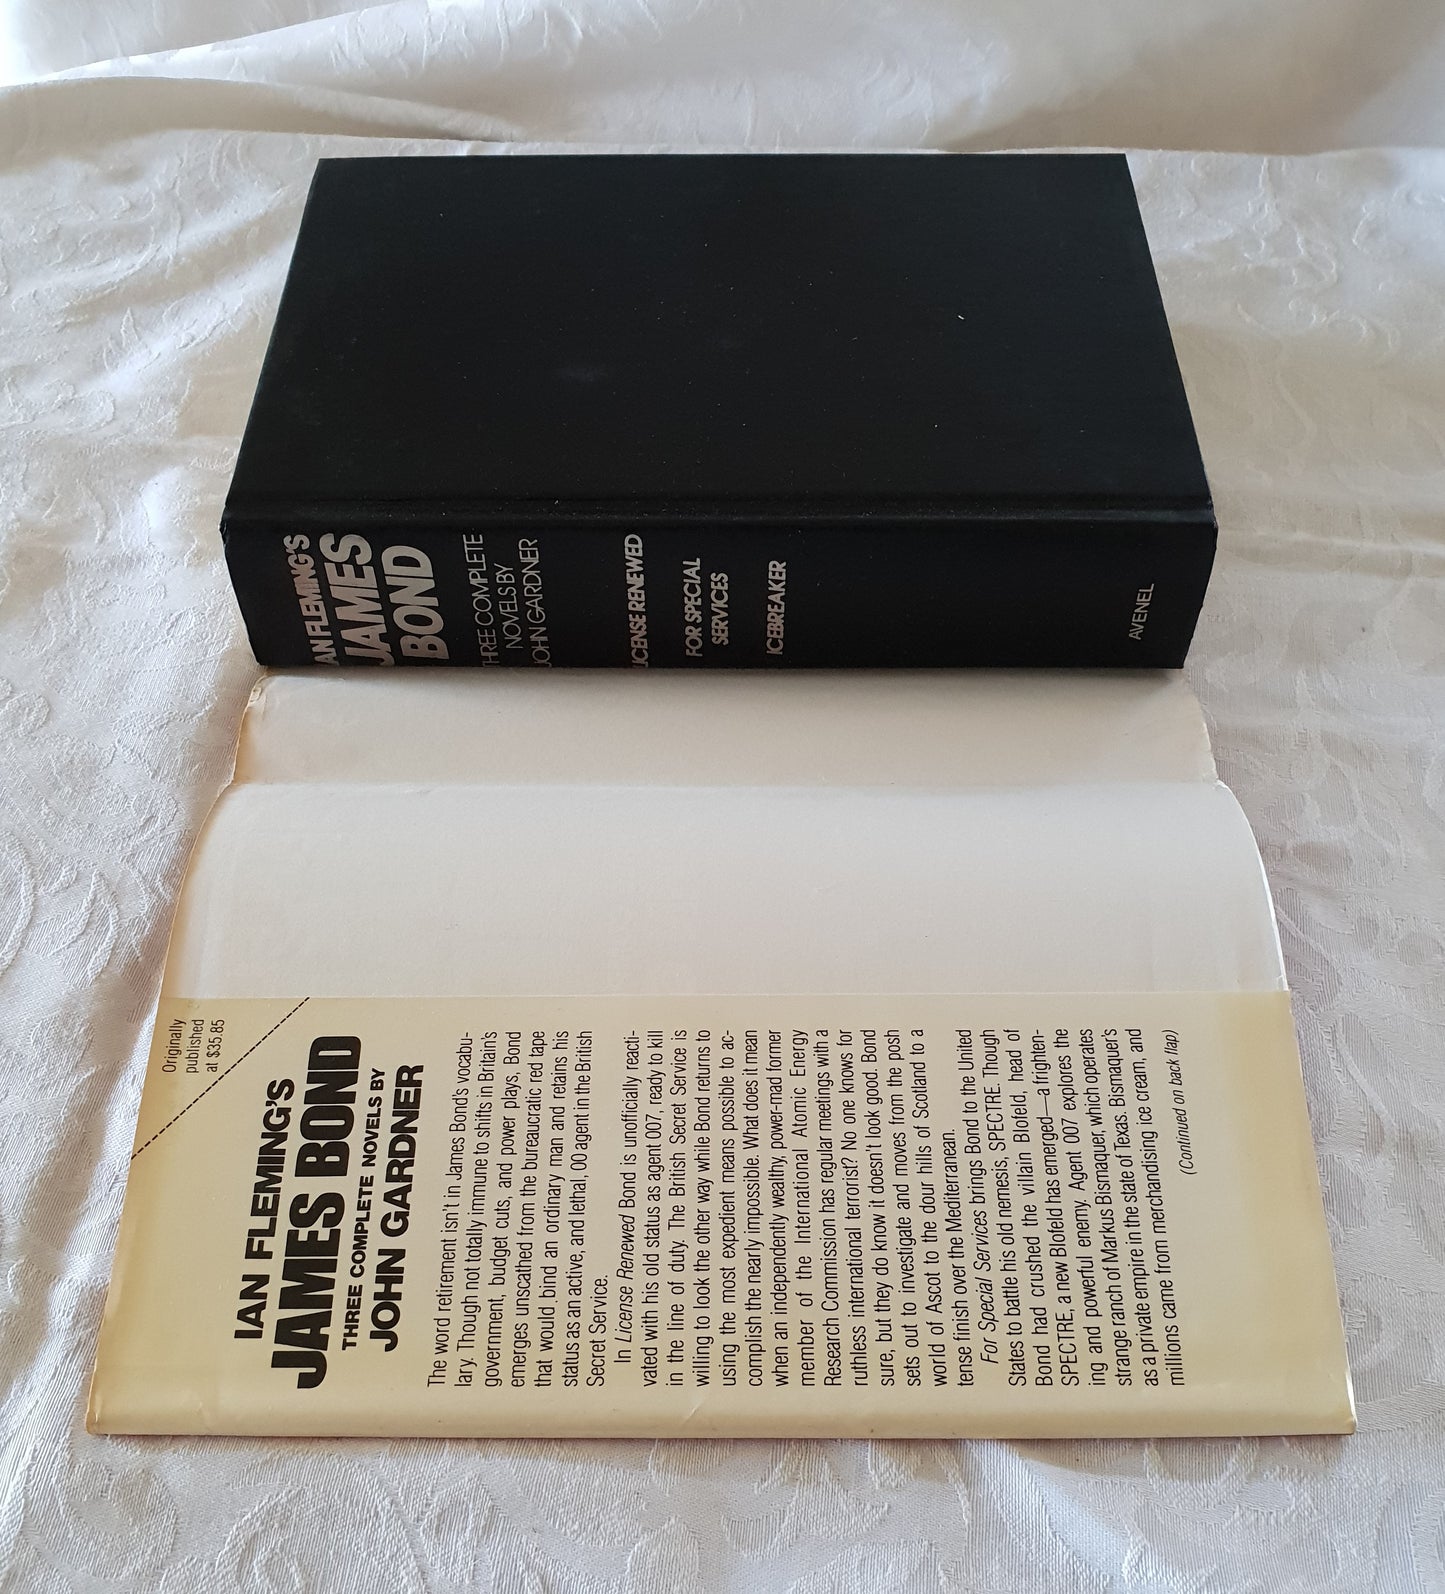 IAN FLEMING'S
JAMES
BOND
THREE COMPLETE
NOVELS BY
JOHN GARDNER
LICENSE RENEWED
FOR SPECIAL
SERVICES
ICEBREAKER
AVENEL
Originally
published
at $35.85
IAN FLEMING'S
JAMES BOND
THREE COMPLETE NOVELS BY
JOHN GARDNER
The word retirement isn't in James Bond's vocabu-
lary. Though not totally immune to shifts in Britain's
government, budget cuts, and power plays, Bond
emerges unscathed from the bureaucratic red tape
that would bind an ordinary man and retains his
status as an active, and lethal, 00 agent in the British
Secret Service.
In License Renewed Bond is unofficially reacti-
vated with his old status as agent 007, ready to kill
in the line of duty. The British Secret Service is
willing to look the other way while Bond returns to
using the most expedient means possible to ac-
complish the nearly impossible. What does it mean
when an independently wealthy, power-mad former
member of the International Atomic Energy
Research Commission has regular meetings with a
ruthless international terrorist? No one knows for
sure, but they do know it doesn't look good. Bond
sets out to investigate and moves from the posh
world of Ascot to the dour hills of Scotland to a
tense finish over the Mediterranean.
For Special Services brings Bond to the United
States to battle his old nemesis, SPECTRE. Though
Bond had crushed the villain Blofeld, head of
SPECTRE, a new Blofeld has emerged—a frighten-
ing and powerful enemy. Agent 007 explores the
strange ranch of Markus Bismaquer, which operates
as a private empire in the state of Texas. Bismaquer's
millions came from merchandising ice cream, and
(Continued on back flap)